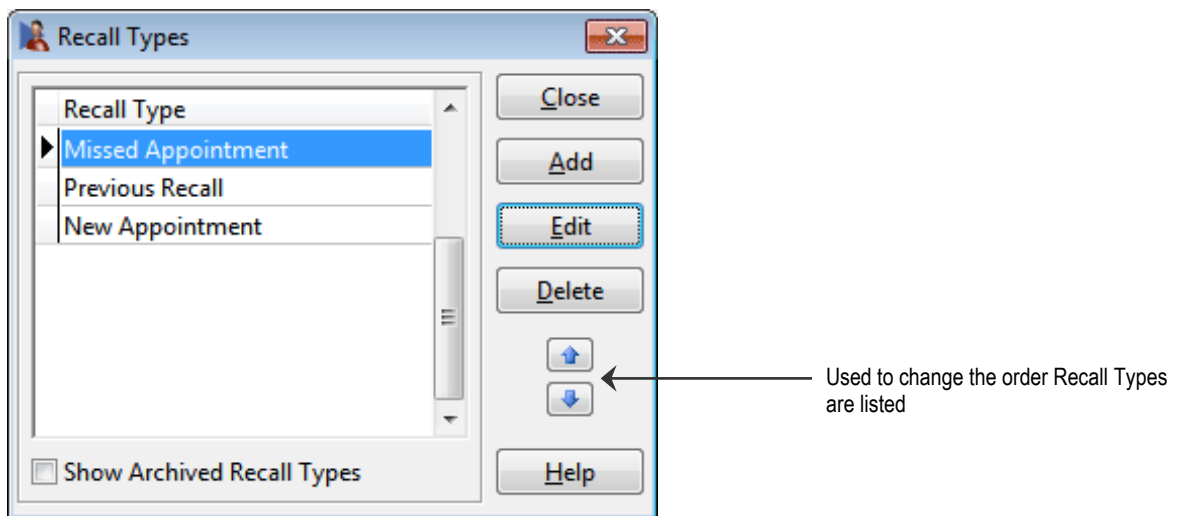 Recall Types
Recall Type
Missed Appointment
Previous Recall
New Appointment
Show Archived Recall Types
Close
Add
Edit
Delete
Help
Used to change the order Recall Types
are listed